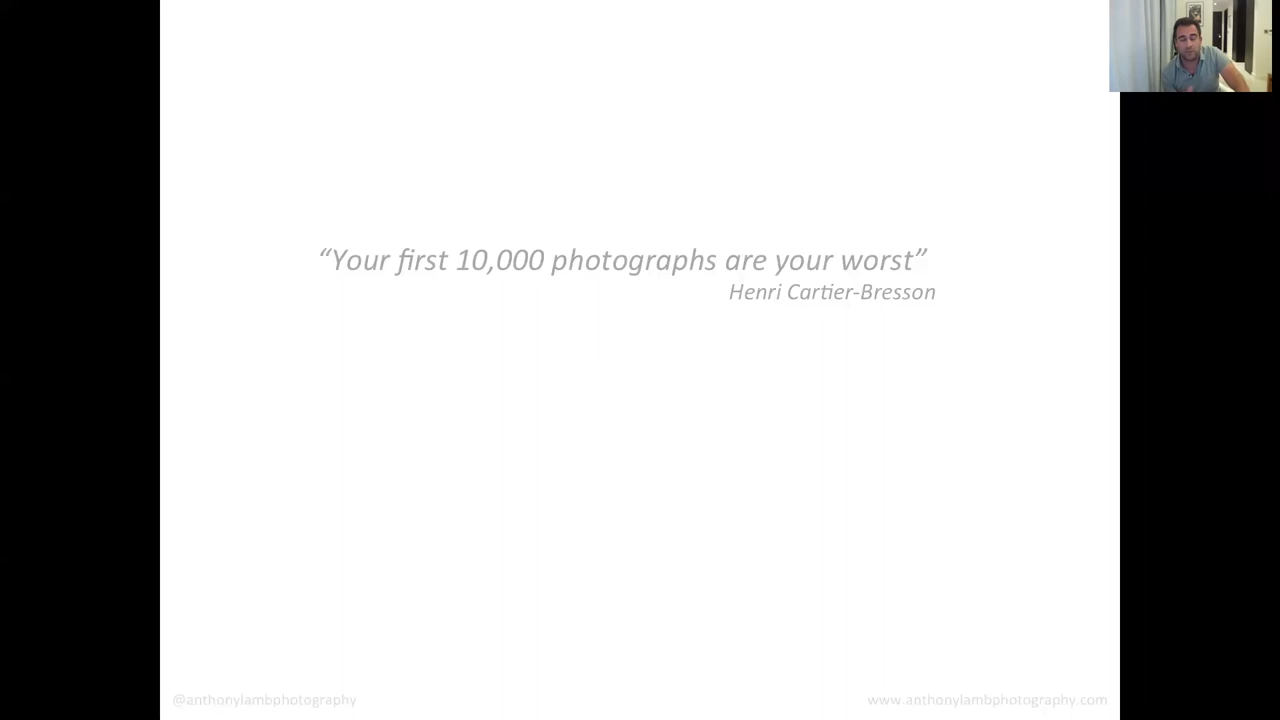 “Your first 10,000 photographs are your worst”
Henri Cartier-Bresson
@anthonylambphotography
www.anthonylambphotography.com